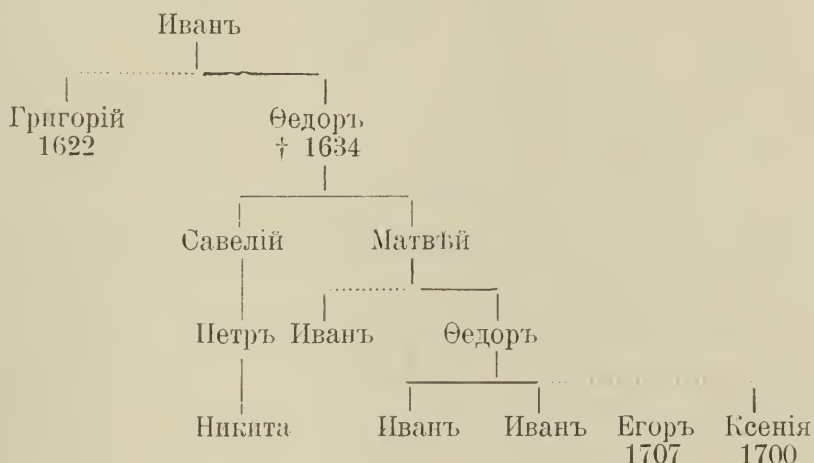 Иванъ
Григорій Ѳедоръ
1622 † 1634
Савелій Матвѣй
Петръ Иванъ Ѳедоръ
Никита Иванъ Иванъ Егоръ Ксенія
1707 1700